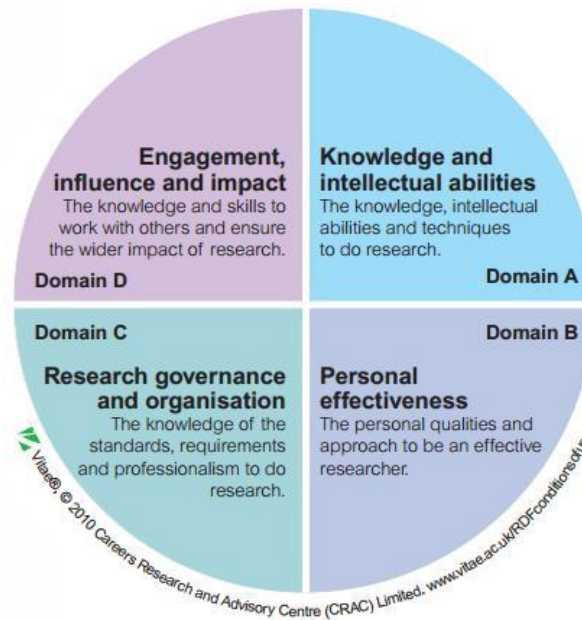 Engagement,
influence and impact
The knowledge and skills to
work with others and ensure
the wider impact of research.
Domain D
Knowledge and
intellectual abilities
The knowledge, intellectual
abilities and techniques
to do research.
Domain A
Domain C
Research governance
and organisation
The knowledge of the
standards, requirements
and professionalism to do
research.
Domain B
Personal
effectiveness
The personal qualities and
approach to be an effective
researcher.
Vitae®, © 2010 Careers Research and Advisory Centre (CRAC) Limited. www.vitae.ac.uk/RDFconditionsofus